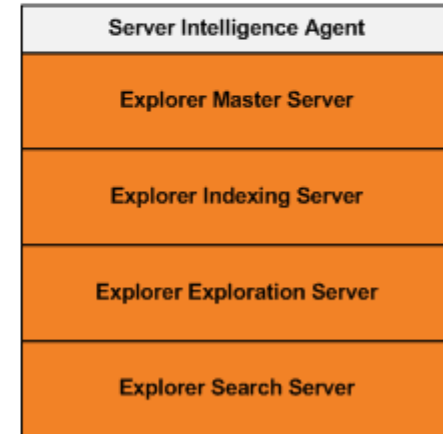 Server Intelligence Agent
Explorer Master Server
Explorer Indexing Server
Explorer Exploration Server
Explorer Search Server